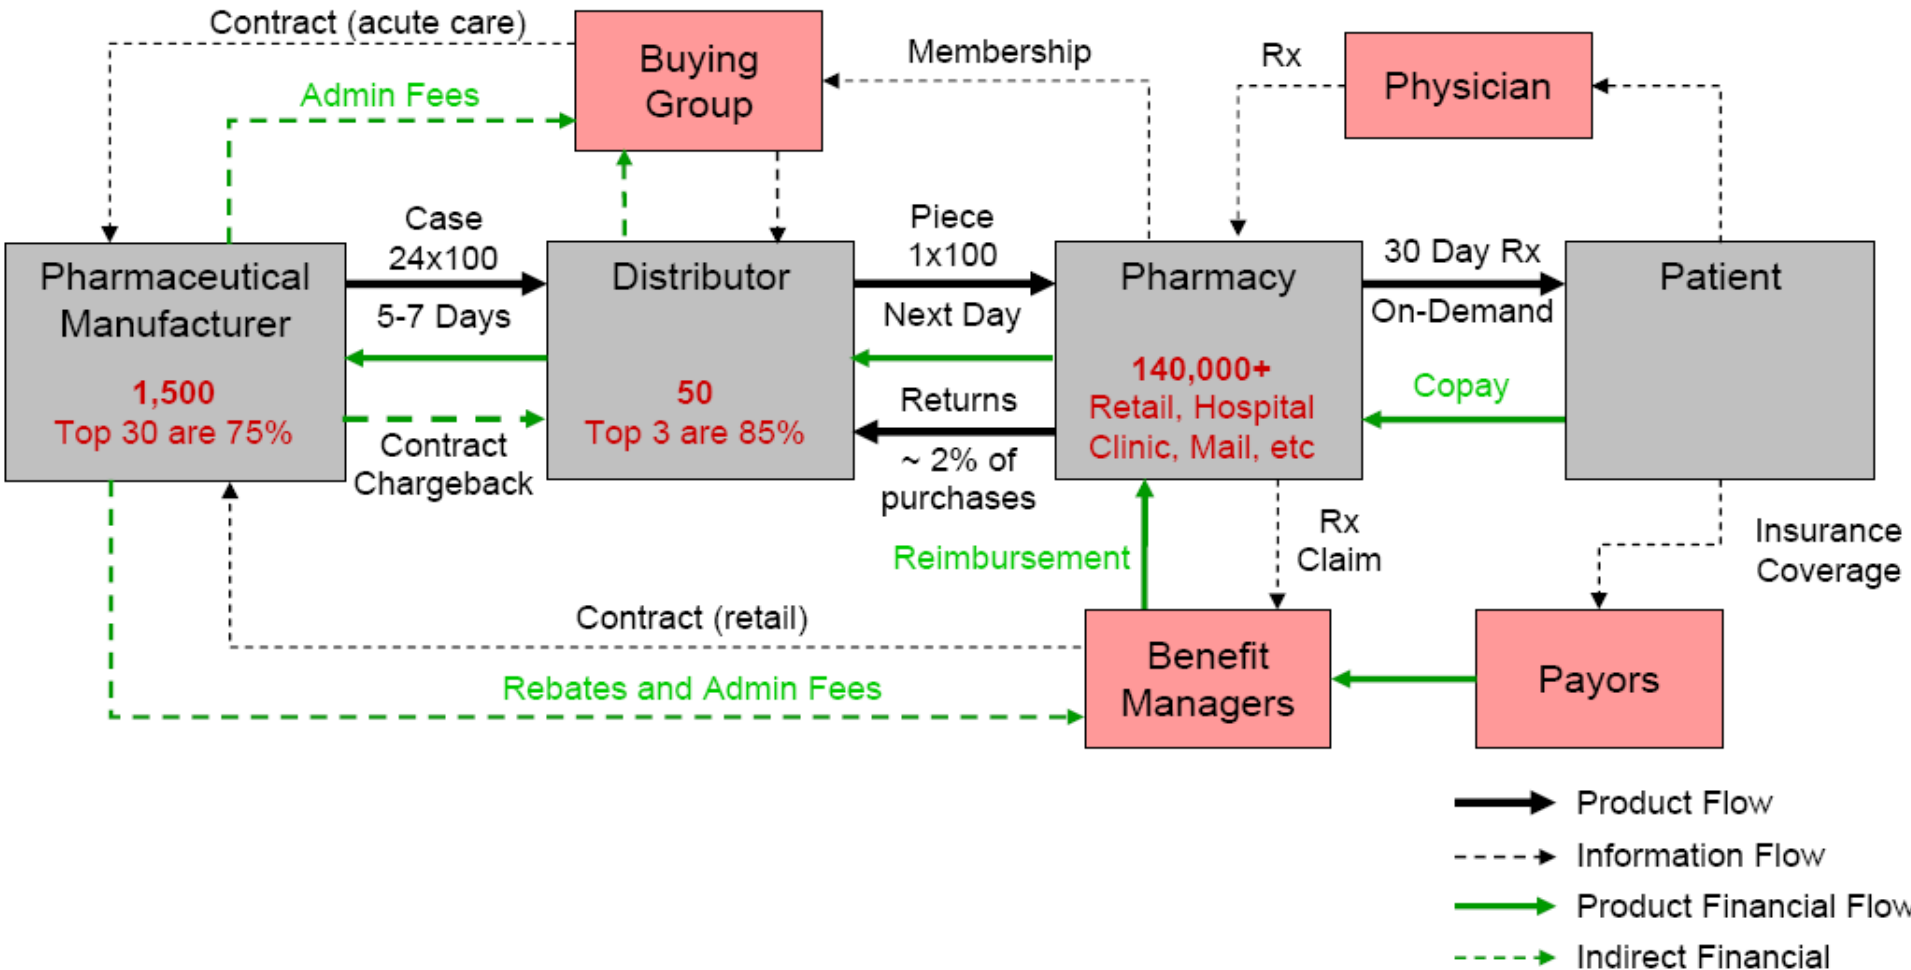 Contract (acute care)
Buying
Group
Membership
Rx
Physician
Admin Fees
Case
24x100
5-7 Days
Piece
1x100
Next Day
30 Day Rx
On-Demand
Pharmaceutical
Manufacturer
1,500
Top 30 are 75%
Distributor
50
Top 3 are 85%
Pharmacy
140,000+
Retail, Hospital
Clinic, Mail, etc
Patient
Contract
Chargeback
Returns
~ 2% of
purchases
Copay
Reimbursement
Rx
Claim
Insurance
Coverage
Contract (retail)
Rebates and Admin Fees
Benefit
Managers
Payors
Product Flow
Information Flow
Product Financial Flow
Indirect Financial